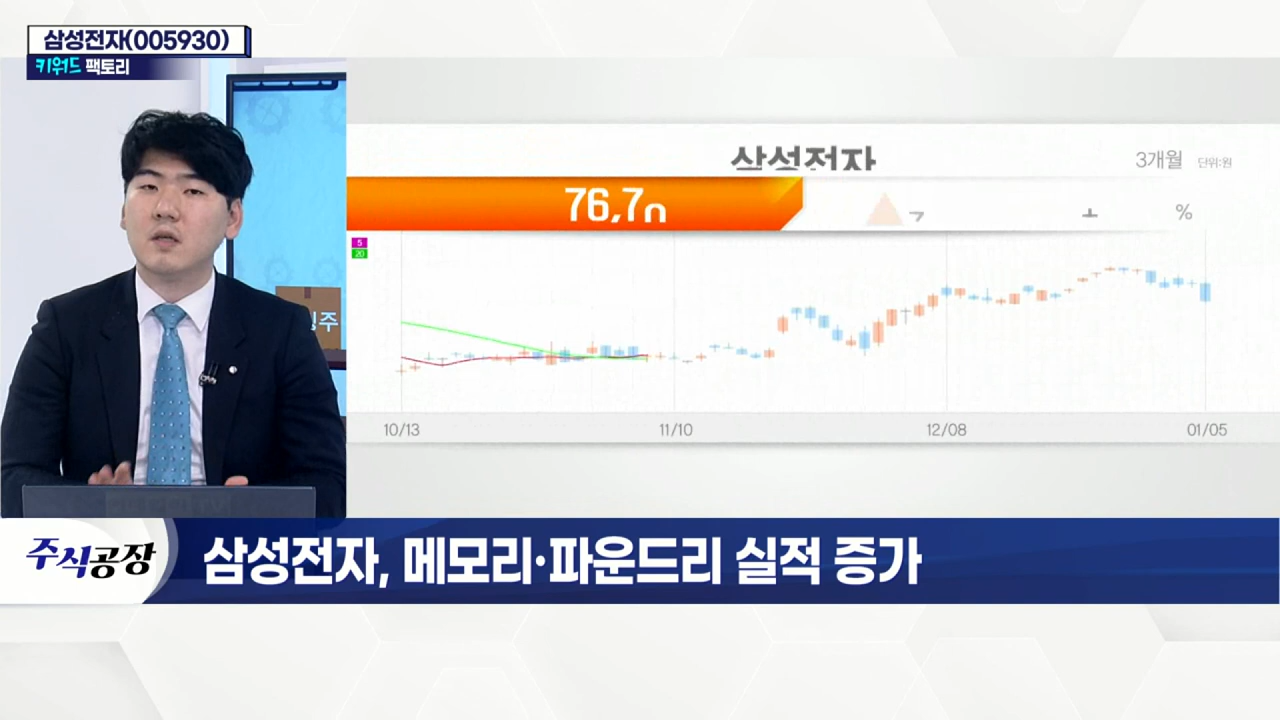 삼성전자(005930)
키워드 팩토리
삼성전자
3개월 단위:원
76,7
%
5
20
10/13 11/10 12/08 01/05
주식공장
삼성전자, 메모리·파운드리 실적 증가